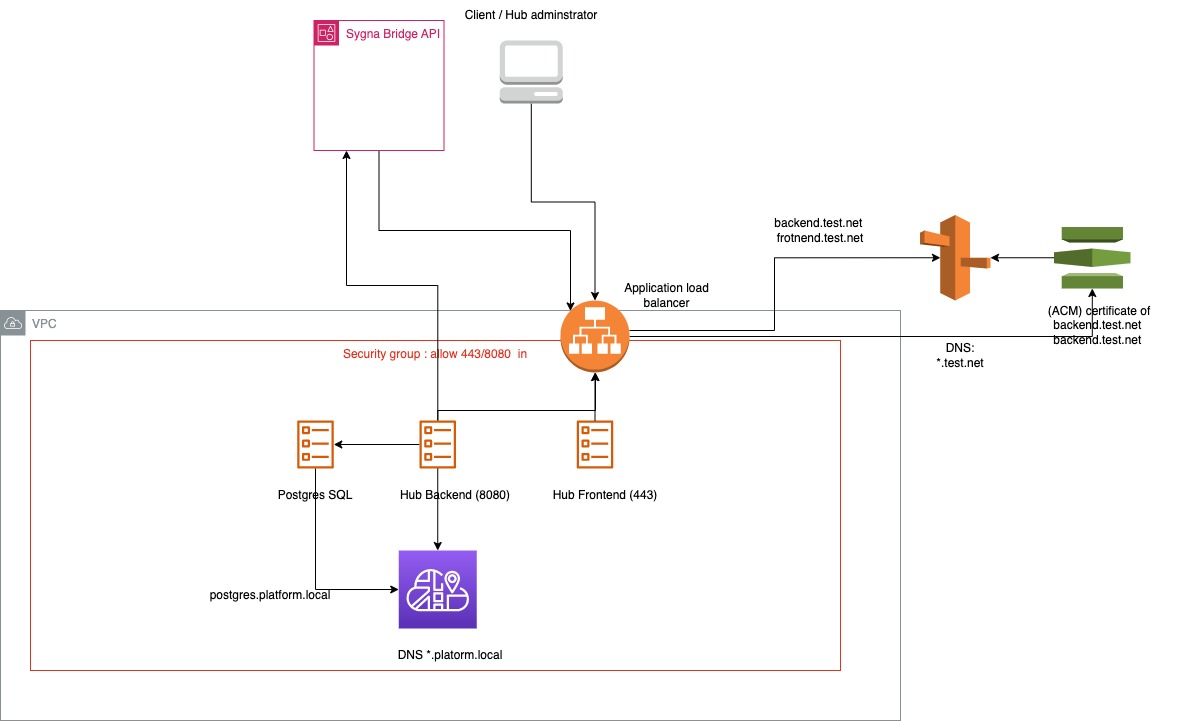 Client / Hub adminstrator
Sygna Bridge API
backend.test.net
frotnend.test.net
Application load
balancer
(ACM) certificate of
backend.test.net
backend.test.net
VPC
DNS:
*.test.net
Security group : allow 443/8080  in
Postgres SQL
Hub Backend (8080)
Hub Frontend (443)
postgres.platform.local
DNS *.platorm.local